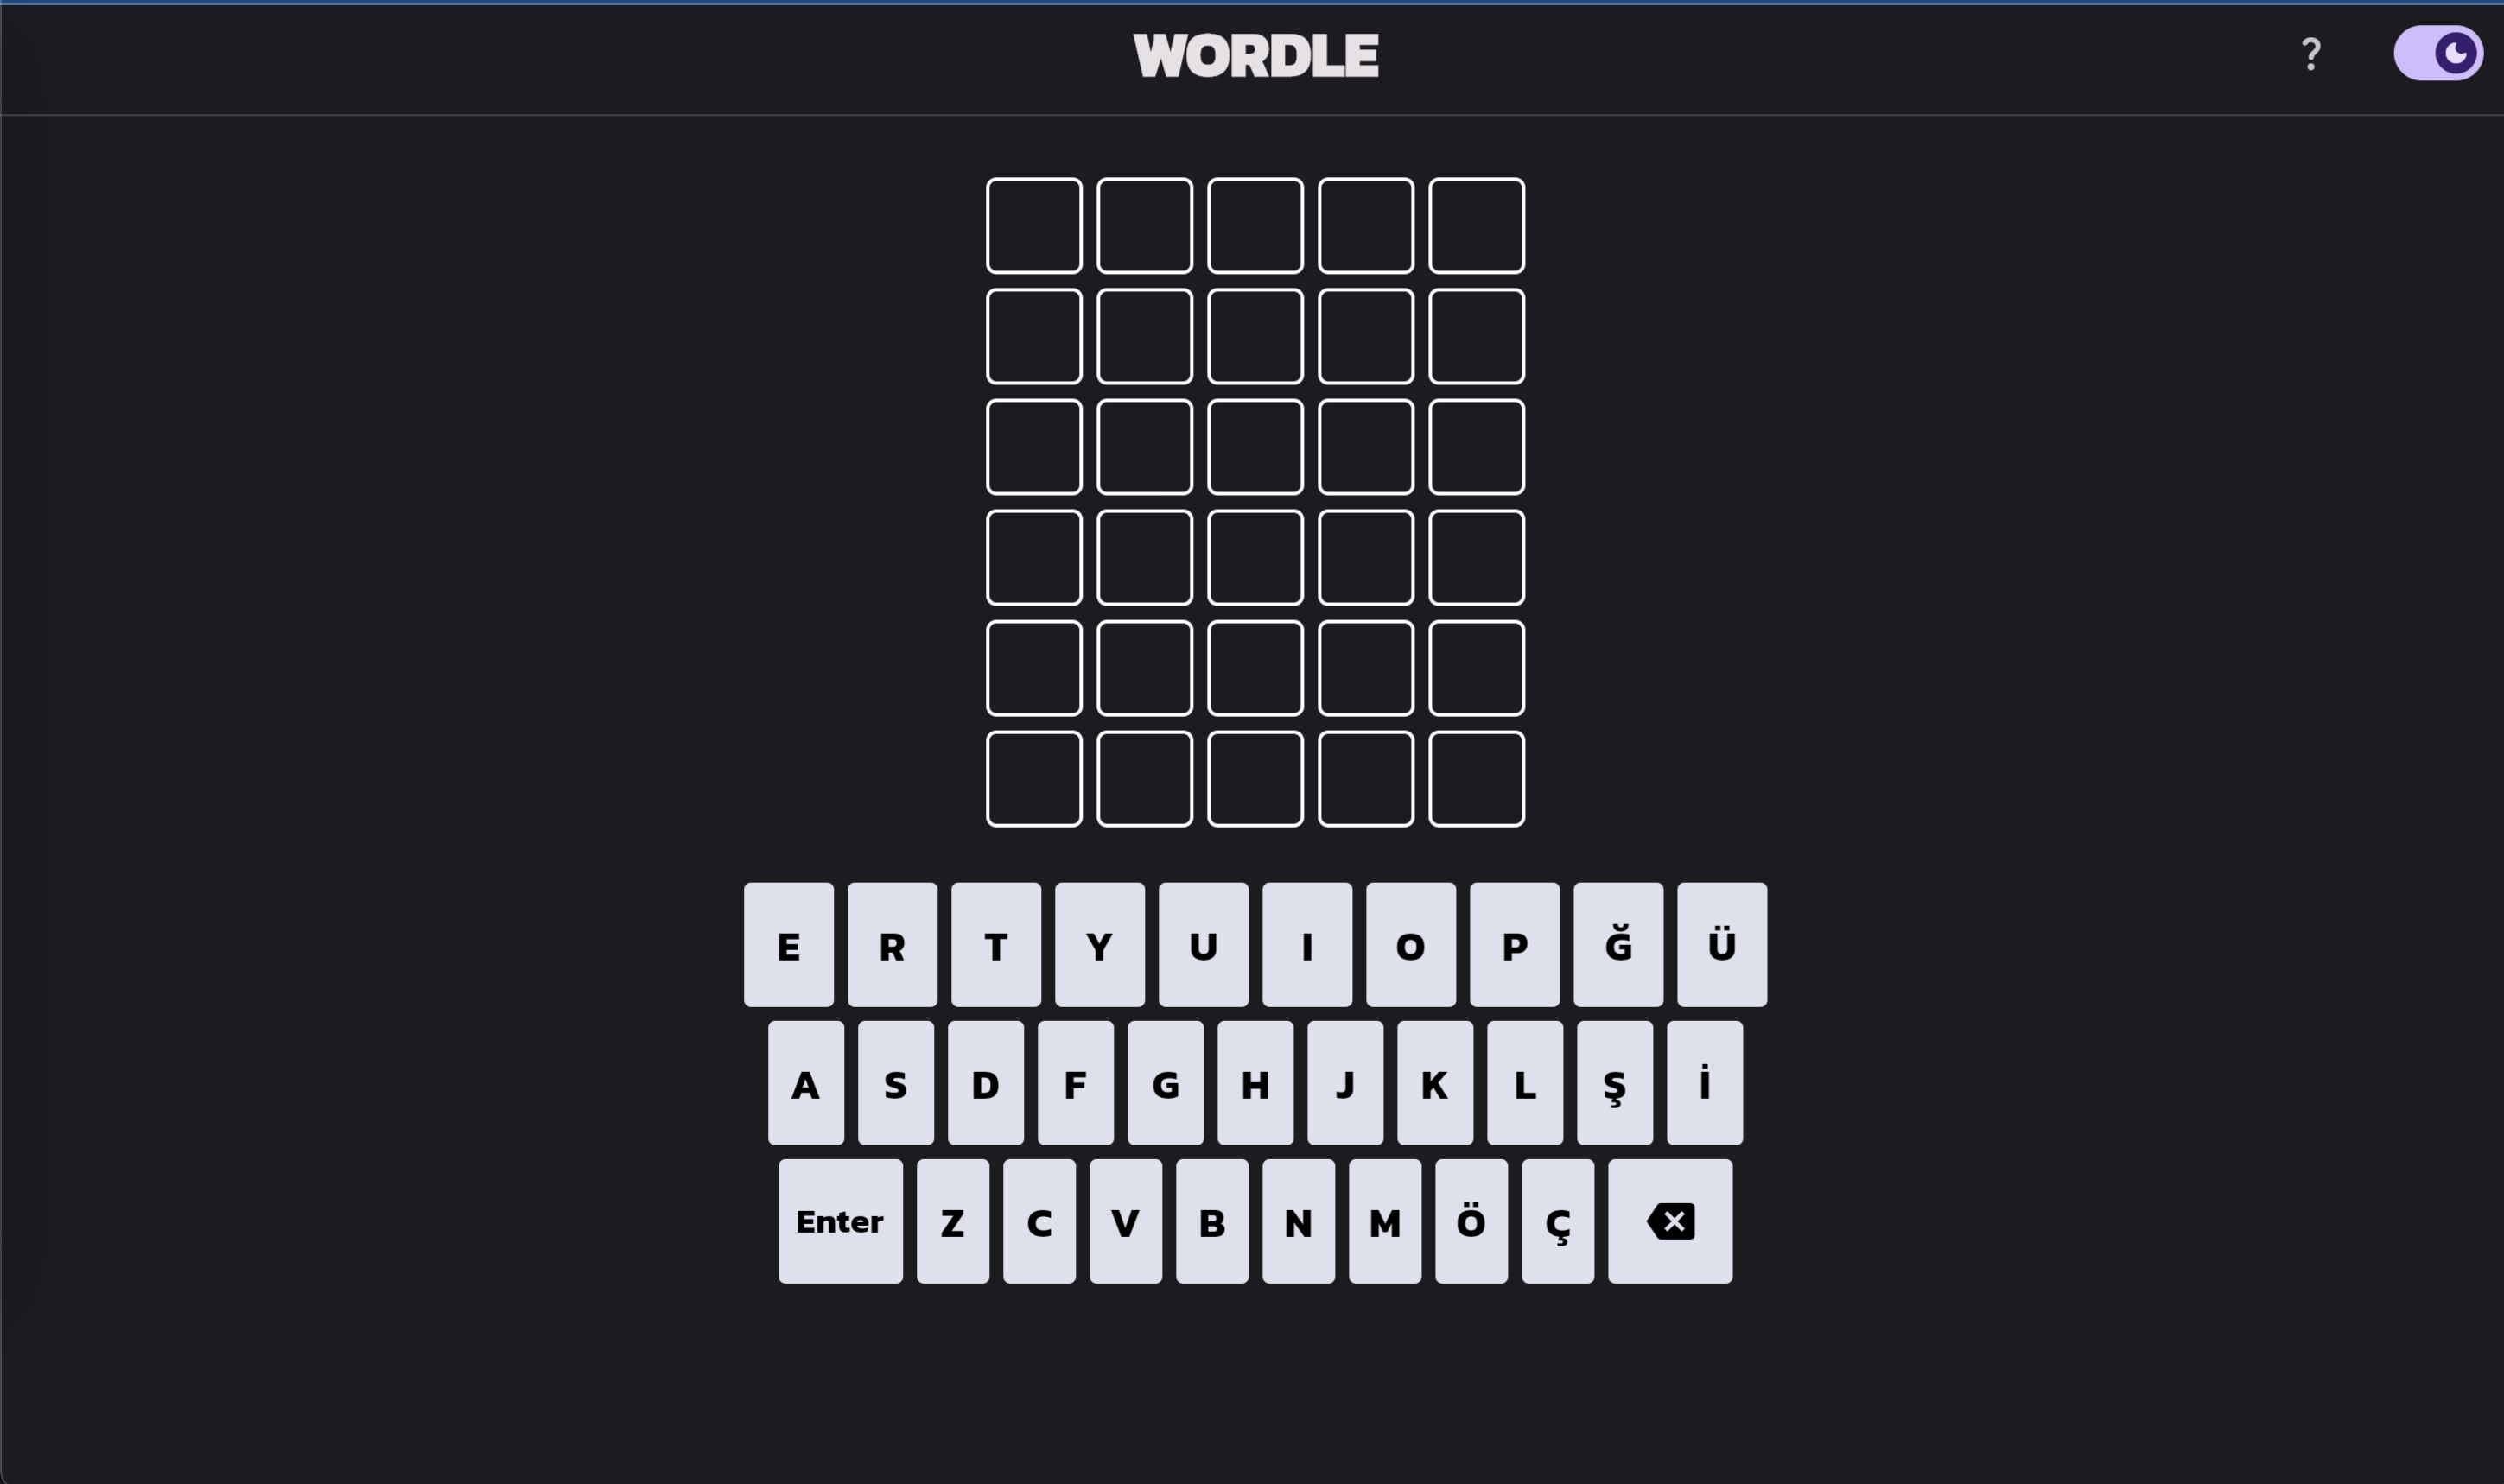 WORDLE ?
E R T Y U I O P Ğ Ü
A S D F G H J K L Ş İ
Enter Z C V B N M Ö Ç